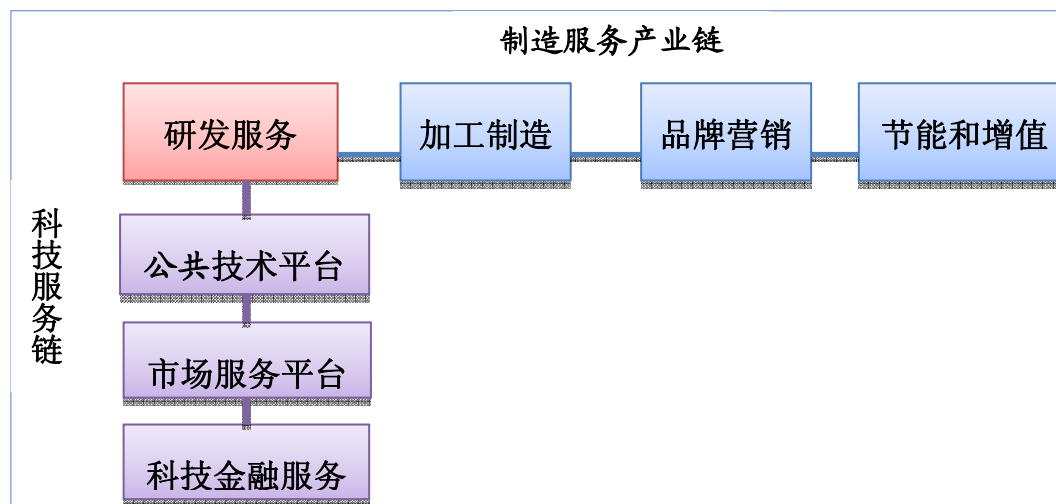 制造服务产业链
研发服务
加工制造
品牌营销
节能和增值
科技服务链
公共技术平台
市场服务平台
科技金融服务